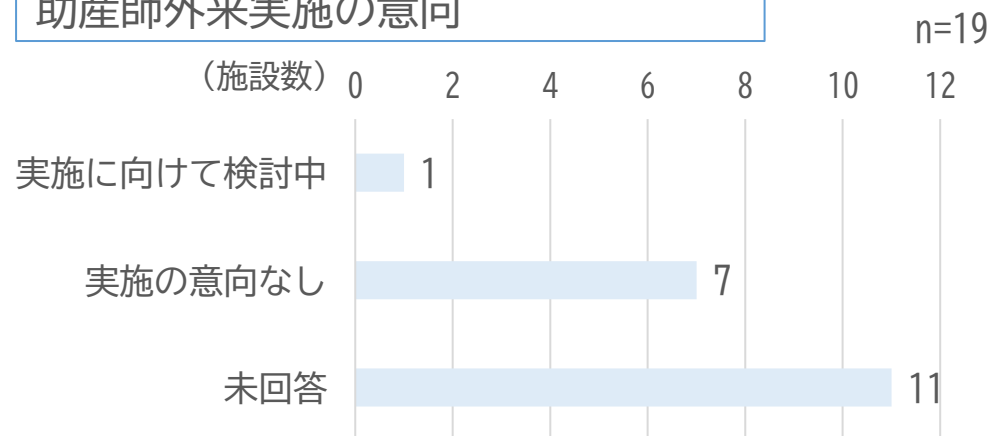 助産師外来実施の意向
n=19
（施設数） 0 2 4 6 8 10 12
実施に向けて検討中 1
実施の意向なし 7
未回答 11